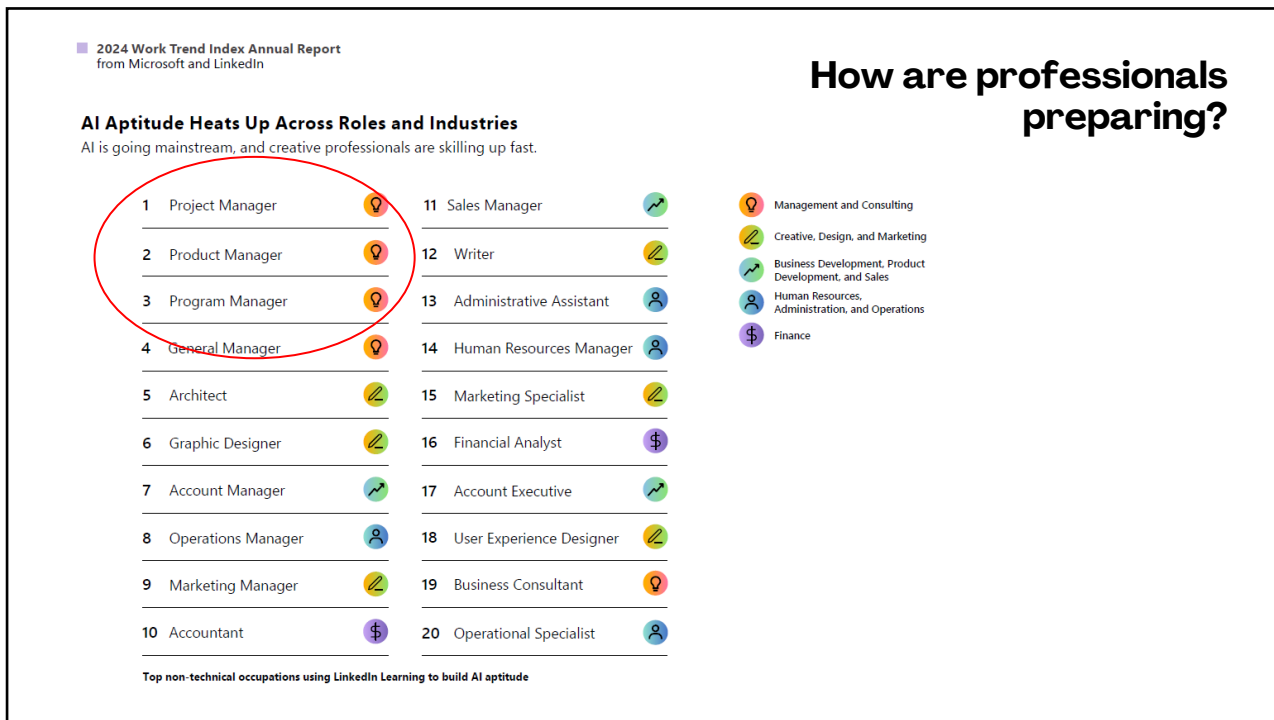 2024 Work Trend Index Annual Report
from Microsoft and LinkedIn
How are professionals
preparing?
AI Aptitude Heats Up Across Roles and Industries
AI is going mainstream, and creative professionals are skilling up fast.
1 Project Manager
2 Product Manager
3 Program Manager
4 General Manager
5 Architect
6 Graphic Designer
7 Account Manager
8 Operations Manager
9 Marketing Manager
10 Accountant
11 Sales Manager
12 Writer
13 Administrative Assistant
14 Human Resources Manager
15 Marketing Specialist
16 Financial Analyst
17 Account Executive
18 User Experience Designer
19 Business Consultant
20 Operational Specialist
Management and Consulting
Creative, Design, and Marketing
Business Development, Product
Development, and Sales
Human Resources,
Administration, and Operations
$ Finance
Top non-technical occupations using LinkedIn Learning to build AI aptitude